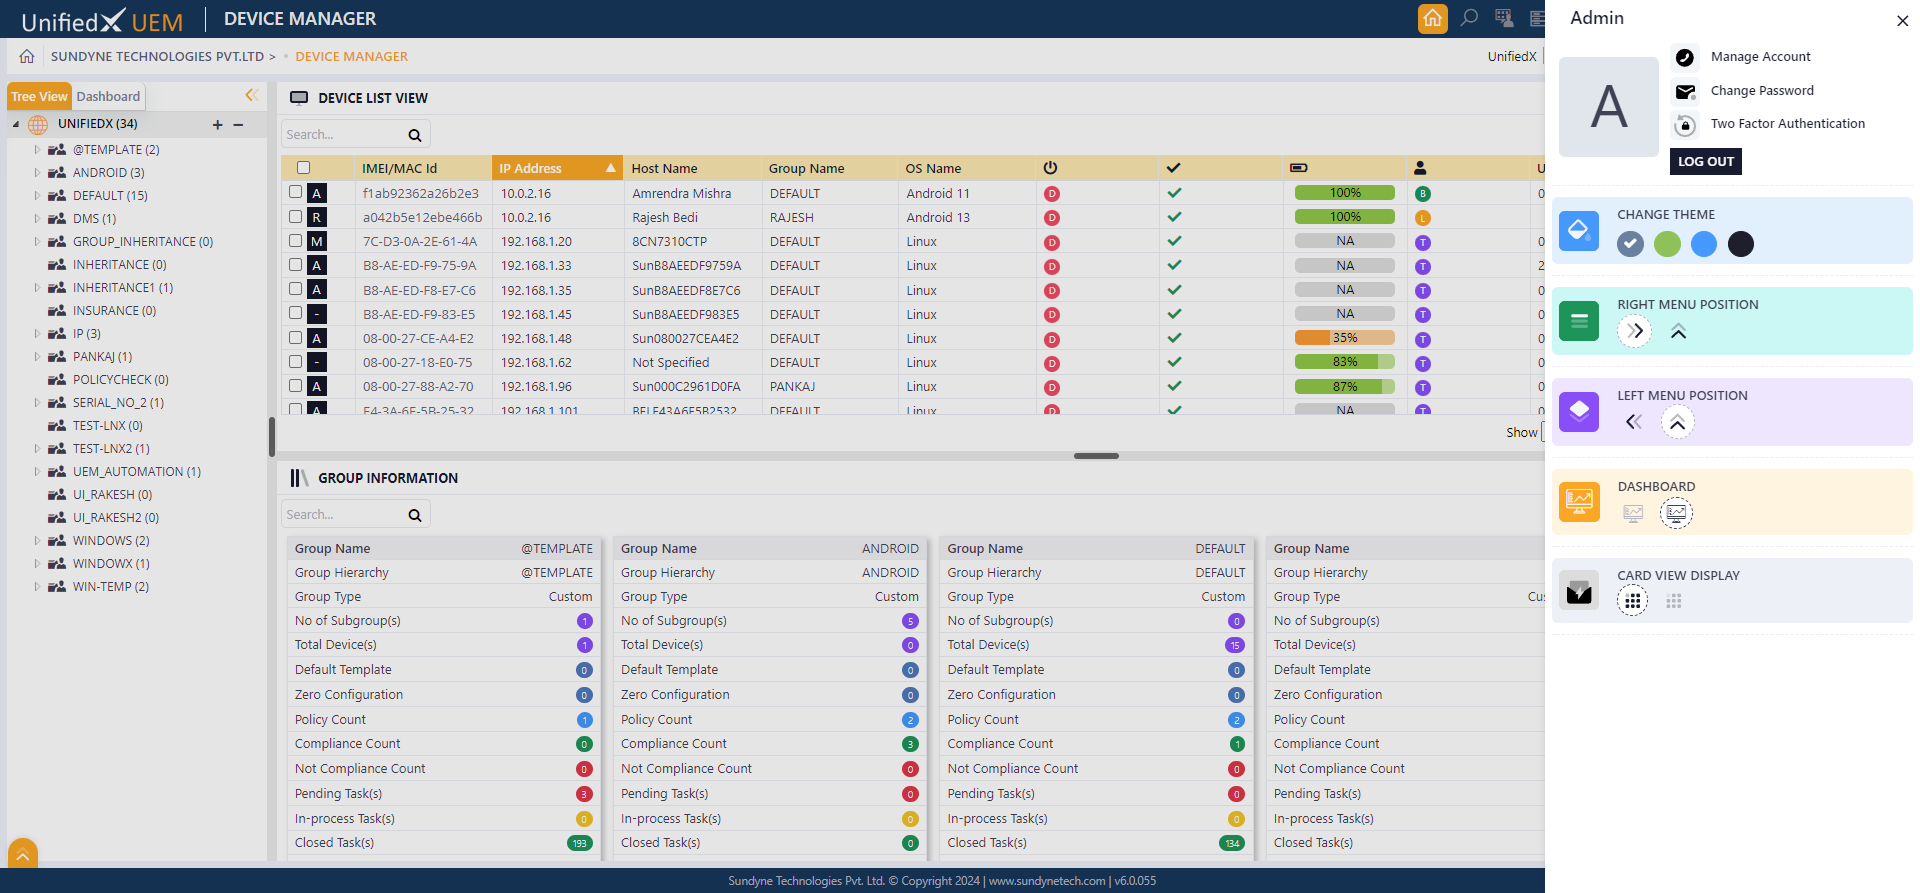 UnifiedX UEM
DEVICE MANAGER
SUNDYNE TECHNOLOGIES PVT.LTD > DEVICE MANAGER
UnifiedX
Tree View Dashboard
UNIFIEDX (34)
@TEMPLATE (2)
ANDROID (3)
DEFAULT (15)
DMS (1)
GROUP_INHERITANCE (0)
INHERITANCE (0)
INHERITANCE1 (1)
INSURANCE (0)
IP (3)
PANKAJ (1)
POLICYCHECK (0)
SERIAL_NO_2 (1)
TEST-LNX (0)
TEST-LNX2 (1)
UEM_AUTOMATION (1)
UI_RAKESH (0)
UI_RAKESH2 (0)
WINDOWS (2)
WINDOWX (1)
WIN-TEMP (2)
DEVICE LIST VIEW
Search...
IMEI/MAC Id IP Address Host Name Group Name OS Name U
A f1ab92362a26b2e3 10.0.2.16 Amrendra Mishra DEFAULT Android 11 D 100% B 0
R a042b5e12ebe466b 10.0.2.16 Rajesh Bedi RAJESH Android 13 D 100% L
M 7C-D3-0A-2E-61-4A 192.168.1.20 8CN7310CTP DEFAULT Linux D NA T 0
A B8-AE-ED-F9-75-9A 192.168.1.33 SunB8AEEDF9759A DEFAULT Linux D NA T 2
A B8-AE-ED-F8-E7-C6 192.168.1.35 SunB8AEEDF8E7C6 DEFAULT Linux D NA T 0
- B8-AE-ED-F9-83-E5 192.168.1.45 SunB8AEEDF983E5 DEFAULT Linux D NA T 0
A 08-00-27-CE-A4-E2 192.168.1.48 Sun080027CEA4E2 DEFAULT Linux D 35% T 0
- 08-00-27-18-E0-75 192.168.1.62 Not Specified DEFAULT Linux D 83% T 0
A 08-00-27-88-A2-70 192.168.1.96 Sun000C2961D0FA PANKAJ Linux D 87% T 0
A 192.168.1.101 DEFAULT Linux D NA T 0
Show
GROUP INFORMATION
Search...
Group Name @TEMPLATE
Group Hierarchy @TEMPLATE
Group Type Custom
No of Subgroup(s) 1
Total Device(s) 1
Default Template 0
Zero Configuration 0
Policy Count 1
Compliance Count 0
Not Compliance Count 0
Pending Task(s) 3
In-process Task(s) 0
Closed Task(s) 193
Group Name ANDROID
Group Hierarchy ANDROID
Group Type Custom
No of Subgroup(s) 5
Total Device(s) 0
Default Template 0
Zero Configuration 0
Policy Count 2
Compliance Count 3
Not Compliance Count 0
Pending Task(s) 0
In-process Task(s) 0
Closed Task(s) 0
Group Name DEFAULT
Group Hierarchy DEFAULT
Group Type Custom
No of Subgroup(s) 0
Total Device(s) 15
Default Template 0
Zero Configuration 0
Policy Count 2
Compliance Count 1
Not Compliance Count 0
Pending Task(s) 0
In-process Task(s) 0
Closed Task(s) 134
Group Name
Group Hierarchy
Group Type Cu
No of Subgroup(s)
Total Device(s)
Default Template
Zero Configuration
Policy Count
Compliance Count
Not Compliance Count
Pending Task(s)
In-process Task(s)
Closed Task(s)
Admin
A
Manage Account
Change Password
Two Factor Authentication
LOG OUT
CHANGE THEME
RIGHT MENU POSITION
LEFT MENU POSITION
DASHBOARD
CARD VIEW DISPLAY
Sundyne Technologies Pvt. Ltd. © Copyright 2024 | www.sundynetech.com | v6.0.055